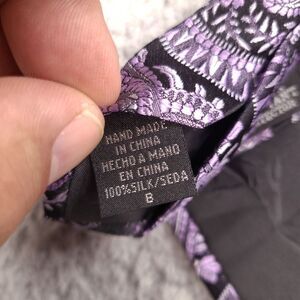 HAND MADE
IN CHINA
HECHO A MANO
EN CHINA
100%SILK/SEDA
B